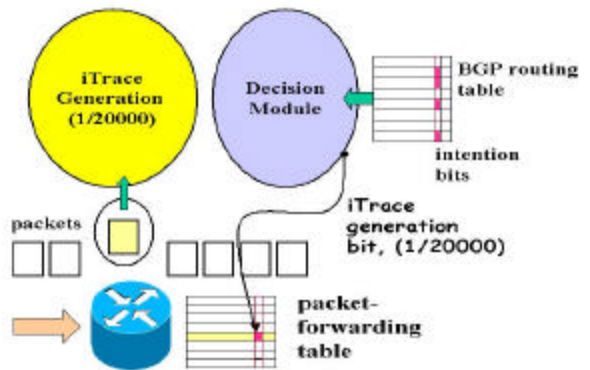 iTrace
Generation
(1/20000)
Decision
Module
BGP routing
table
intention
bits
iTrace
generation
bit, (1/20000)
packets
packet-
forwarding
table